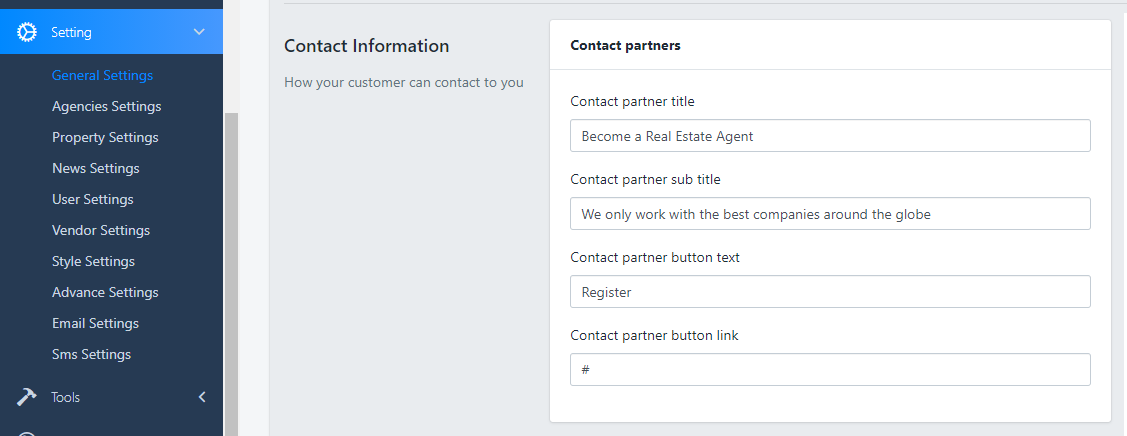 Setting
General Settings
Agencies Settings
Property Settings
News Settings
User Settings
Vendor Settings
Style Settings
Advance Settings
Email Settings
Sms Settings
Tools
Contact Information
How your customer can contact to you
Contact partners
Contact partner title
Become a Real Estate Agent
Contact partner sub title
We only work with the best companies around the globe
Contact partner button text
Register
Contact partner button link
#